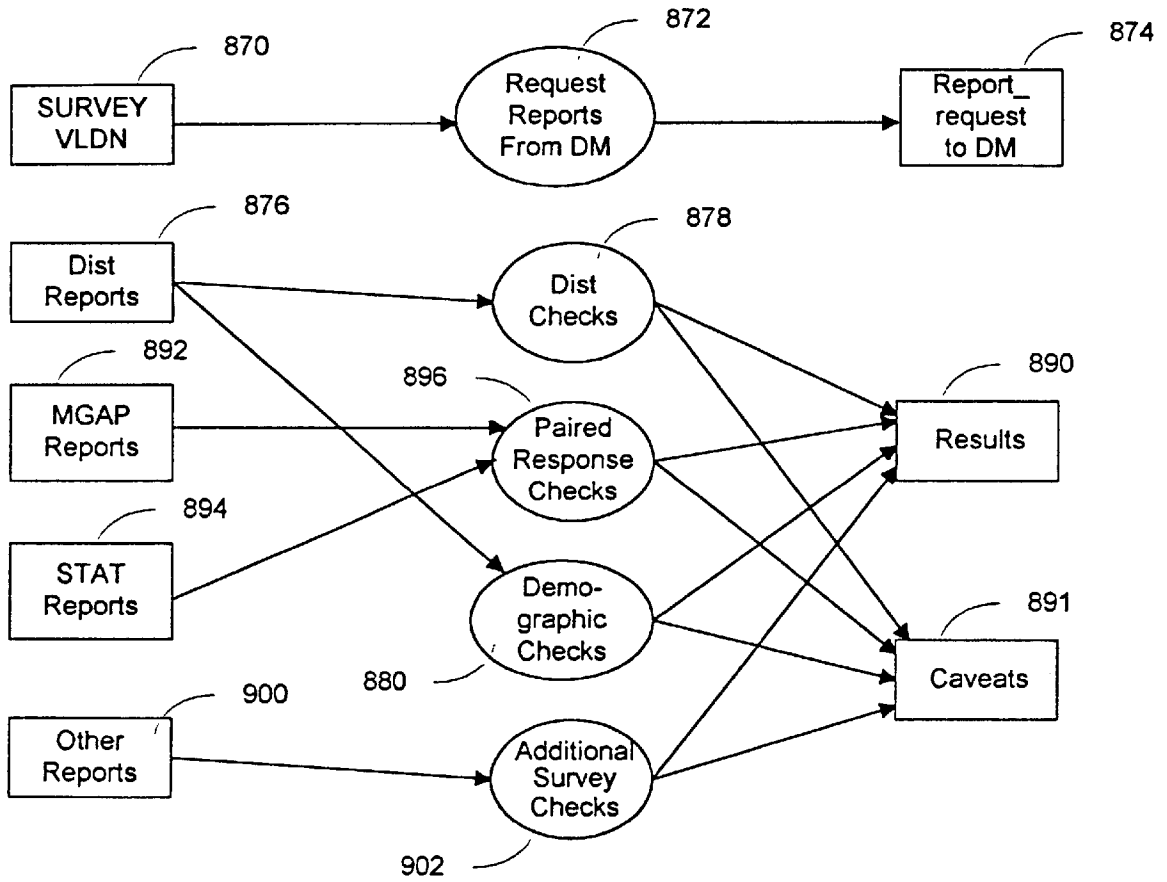 870
872
874
SURVEY
VLDN
Request
Reports
From DM
Report_
request
to DM
876
878
Dist
Reports
Dist
Checks
892
896
890
MGAP
Reports
Paired
Response
Checks
Results
894
STAT
Reports
Demo-
graphic
Checks
880
891
Caveats
900
Other
Reports
Additional
Survey
Checks
902